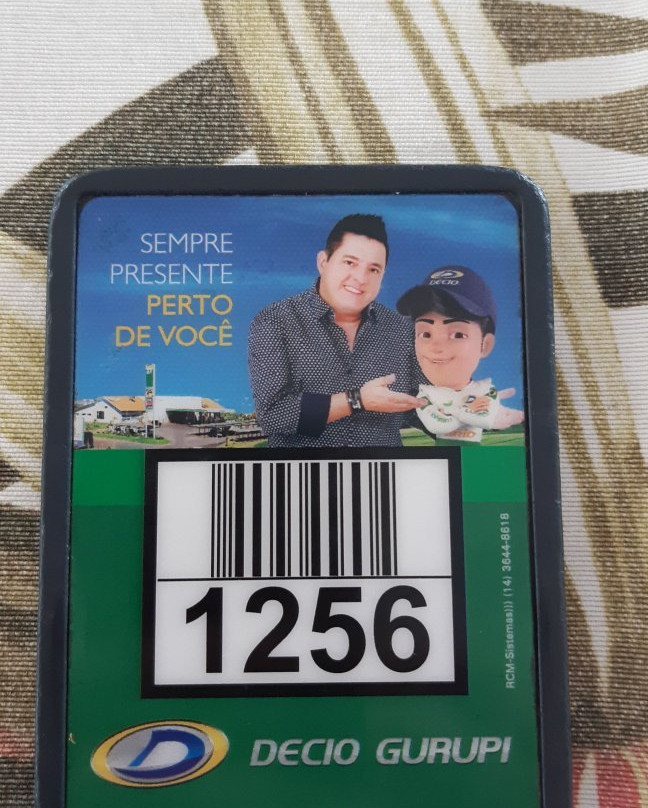 SEMPRE
PRESENTE
PERTO
DE VOCÊ
DECIO
1256
RCM-Sistemas))) (14) 3644-8618
DECIO GURUPI